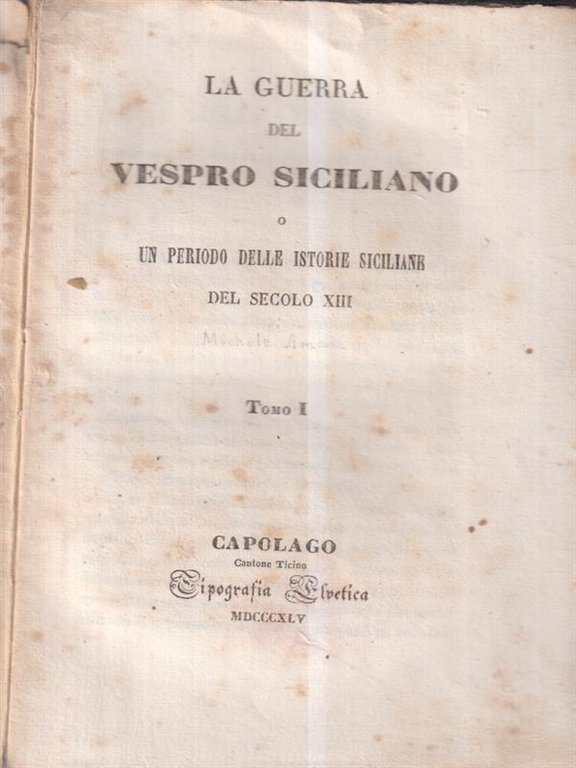 LA GUERRA
DEL
VESPRO SICILIANO
O
UN PERIODO DELLE ISTORIE SICILIANE
DEL SECOLO XIII
Michele
Tomo I
CAPOLAGO
Cantone Ticino
Tipografia Elvetica
MDCCCXLV